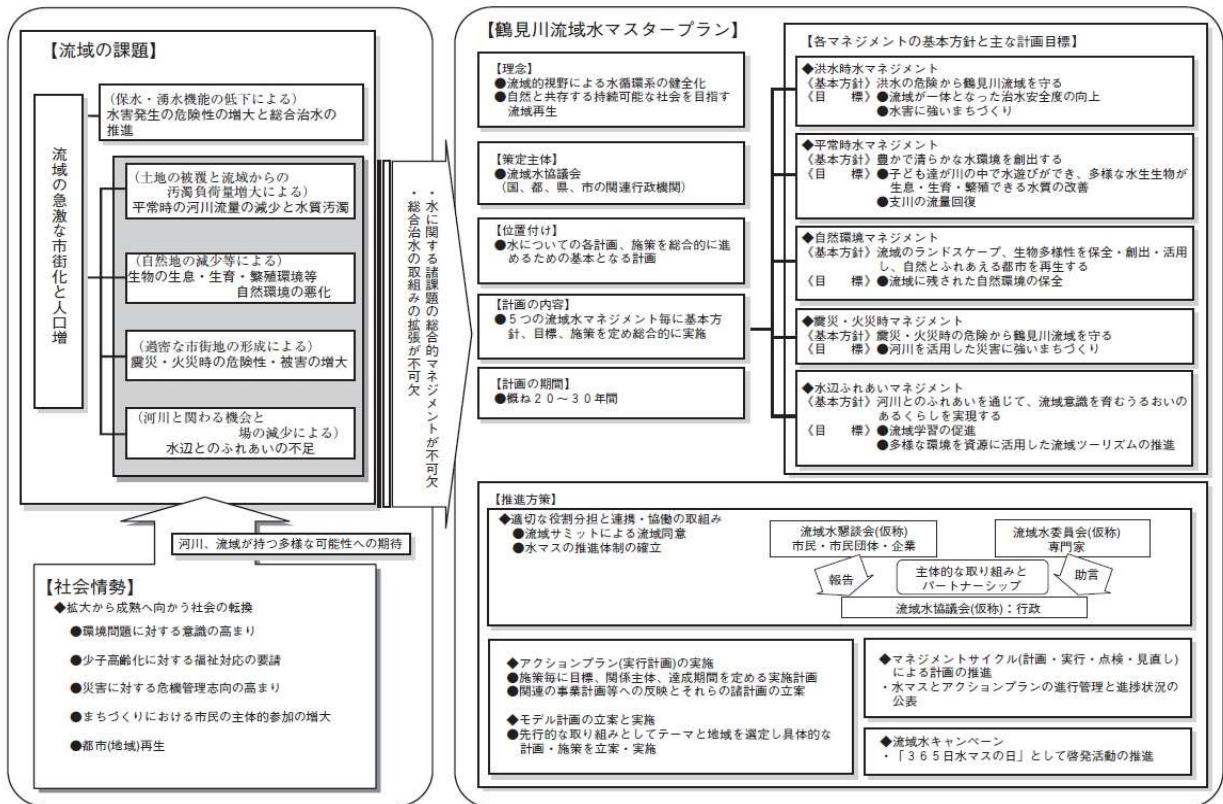 【流域の課題】
流域の急激な市街化と人口増
(保水・湧水機能の低下による)
水害発生の危険性の増大と総合治水の
推進
(土地の被覆と流域からの
汚濁負荷量増大による)
平常時の河川流量の減少と水質汚濁
(自然地の減少等による)
生物の生息・生育・繁殖環境等
自然環境の悪化
(過密な市街地の形成による)
震災・火災時の危険性・被害の増大
(河川と関わる機会と
場の減少による)
水辺とのふれあいの不足
・水に関する諸課題の総合的マネジメントが不可欠
・総合治水の取組みの拡張が不可欠
河川、流域が持つ多様な可能性への期待
【社会情勢】
◆拡大から成熟へ向かう社会の転換
●環境問題に対する意識の高まり
●少子高齢化に対する福祉対応の要請
●災害に対する危機管理志向の高まり
●まちづくりにおける市民の主体的参加の増大
●都市(地域)再生
【鶴見川流域水マスタープラン】
【理念】
●流域的視野による水循環系の健全化
●自然と共存する持続可能な社会を目指す
流域再生
【策定主体】
●流域水協議会
(国、都、県、市の関連行政機関)
【位置付け】
●水についての各計画、施策を総合的に進
めるための基本となる計画
【計画の内容】
●5つの流域水マネジメント毎に基本方
針、目標、施策を定め総合的に実施
【計画の期間】
●概ね20～30年間
【各マネジメントの基本方針と主な計画目標】
◆洪水時水マネジメント
《基本方針》洪水の危険から鶴見川流域を守る
《目　標》●流域が一体となった治水安全度の向上
●水害に強いまちづくり
◆平常時水マネジメント
《基本方針》豊かで清らかな水環境を創出する
《目　標》●子ども達が川の中で水遊びができ、多様な水生生物が
生息・生育・繁殖できる水質の改善
●支川の流量回復
◆自然環境マネジメント
《基本方針》流域のランドスケープ、生物多様性を保全・創出・活用
し、自然とふれあえる都市を再生する
《目　標》●流域に残された自然環境の保全
◆震災・火災時マネジメント
《基本方針》震災・火災時の危険から鶴見川流域を守る
《目　標》●河川を活用した災害に強いまちづくり
◆水辺ふれあいマネジメント
《基本方針》河川とのふれあいを通じて、流域意識を育むうるおいの
あるくらしを実現する
《目　標》●流域学習の促進
●多様な環境を資源に活用した流域ツーリズムの推進
【推進方策】
◆適切な役割分担と連携・協働の取組み
●流域サミットによる流域同意
●水マスの推進体制の確立
流域水懇談会(仮称)
市民・市民団体・企業
流域水委員会(仮称)
専門家
報告
主体的な取り組みと
パートナーシップ
助言
流域水協議会(仮称)：行政
◆アクションプラン(実行計画)の実施
●施策毎に目標、関係主体、達成期間を定める実施計画
●関連の事業計画等への反映とそれらの諸計画の立案
◆モデル計画の立案と実施
●先行的な取り組みとしてテーマと地域を選定し具体的な
計画・施策を立案・実施
◆マネジメントサイクル(計画・実行・点検・見直し)
による計画の推進
・水マスとアクションプランの進行管理と進捗状況の
公表
◆流域水キャンペーン
・「365日水マスの日」として啓発活動の推進